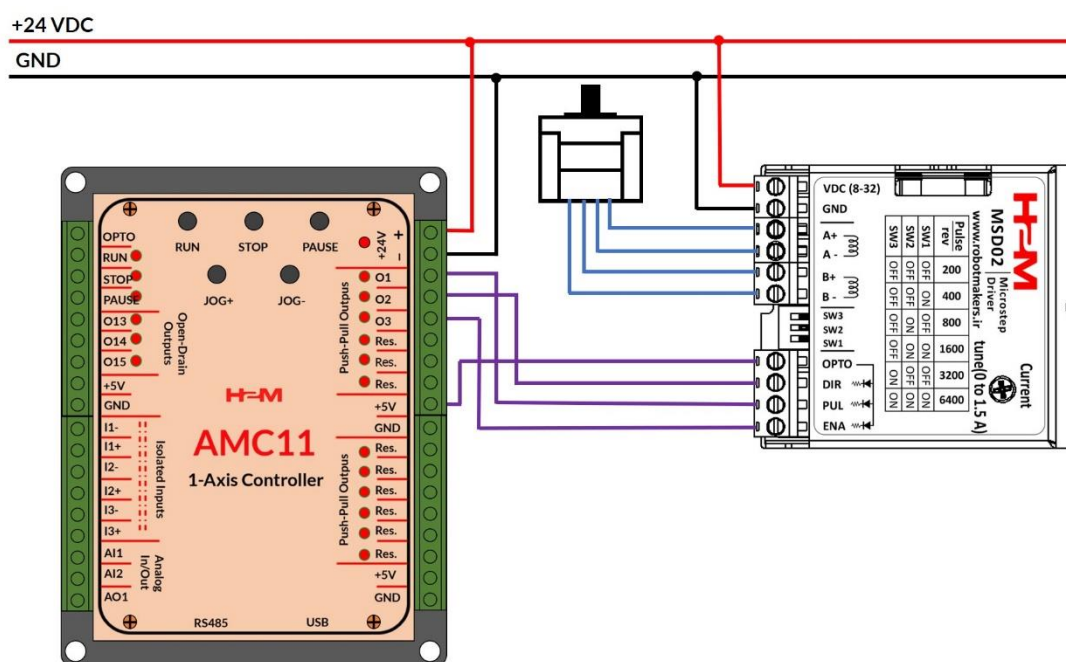 +24 VDC
GND
RUN
STOP
PAUSE
JOG+
JOG-
+24V
+
–
OPTO
RUN
STOP
PAUSE
O13
O14
O15
+5V
GND
I1-
I1+
I2-
I2+
I3-
I3+
AI1
AI2
AO1
Open-Drain
Outputs
Isolated Inputs
Analog
In/Out
AMC11
1-Axis Controller
O1
O2
O3
Res.
Res.
Res.
+5V
GND
Res.
Res.
Res.
Res.
Res.
Res.
+5V
GND
Push-Pull Outpus
Push-Pull Outpus
RS485
USB
VDC (8-32)
GND
A+
A -
B+
B -
SW3
SW2
SW1
OPTO
DIR
PUL
ENA
H=M
MSD02
Microstep
Driver
www.robotmakers.ir
Pulse
rev
SW1
SW2
SW3
200
OFF
OFF
OFF
400
ON
OFF
OFF
800
OFF
ON
OFF
1600
ON
ON
OFF
3200
OFF
OFF
ON
6400
ON
OFF
ON
Current
tune(0 to 1.5 A)